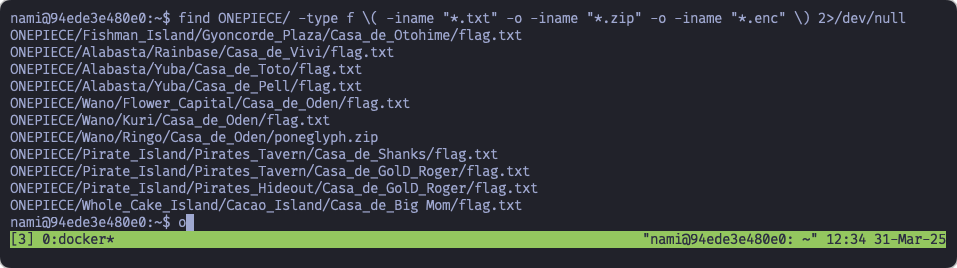 nami@94ede3e480e0:~$ find ONEPIECE/ -type f \( -iname "*.txt" -o -iname "*.zip" -o -iname "*.enc" \) 2>/dev/null
ONEPIECE/Fishman_Island/Gyoncorde_Plaza/Casa_de_Otohime/flag.txt
ONEPIECE/Alabasta/Rainbase/Casa_de_Vivi/flag.txt
ONEPIECE/Alabasta/Yuba/Casa_de_Toto/flag.txt
ONEPIECE/Alabasta/Yuba/Casa_de_Pell/flag.txt
ONEPIECE/Wano/Flower_Capital/Casa_de_Oden/flag.txt
ONEPIECE/Wano/Kuri/Casa_de_Oden/flag.txt
ONEPIECE/Wano/Ringo/Casa_de_Oden/poneglyph.zip
ONEPIECE/Pirate_Island/Pirates_Tavern/Casa_de_Shanks/flag.txt
ONEPIECE/Pirate_Island/Pirates_Tavern/Casa_de_GolD_Roger/flag.txt
ONEPIECE/Pirate_Island/Pirates_Hideout/Casa_de_GolD_Roger/flag.txt
ONEPIECE/Whole_Cake_Island/Cacao_Island/Casa_de_Big Mom/flag.txt
nami@94ede3e480e0:~$ o
[3] 0:docker* "nami@94ede3e480e0: ~" 12:34 31-Mar-25